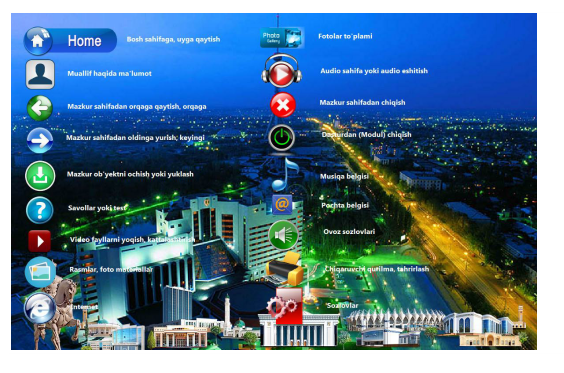 Home
Bosh sahifaga, uyga qaytish
Muallif haqida ma'lumot
Mazkur sahifadan orqaga qaytish, orqaga
Mazkur sahifadan oldinga yurish, keyingi
Mazkur ob'yektni ochish yoki yuklash
Savollar yoki test
Video fayllarni yoqish, kattalashtirish
Rasmlar, foto materiallar
Internet
Photo
Gallery
Fotolar to'plami
Audio sahifa yoki audio eshitish
Mazkur sahifadan chiqish
Dasturdan (Modul) chiqish
Musiqa belgisi
Pochta belgisi
Ovoz sozlovlari
Chiqaruvchi qurilma, tahrirlash
Sozlovlar